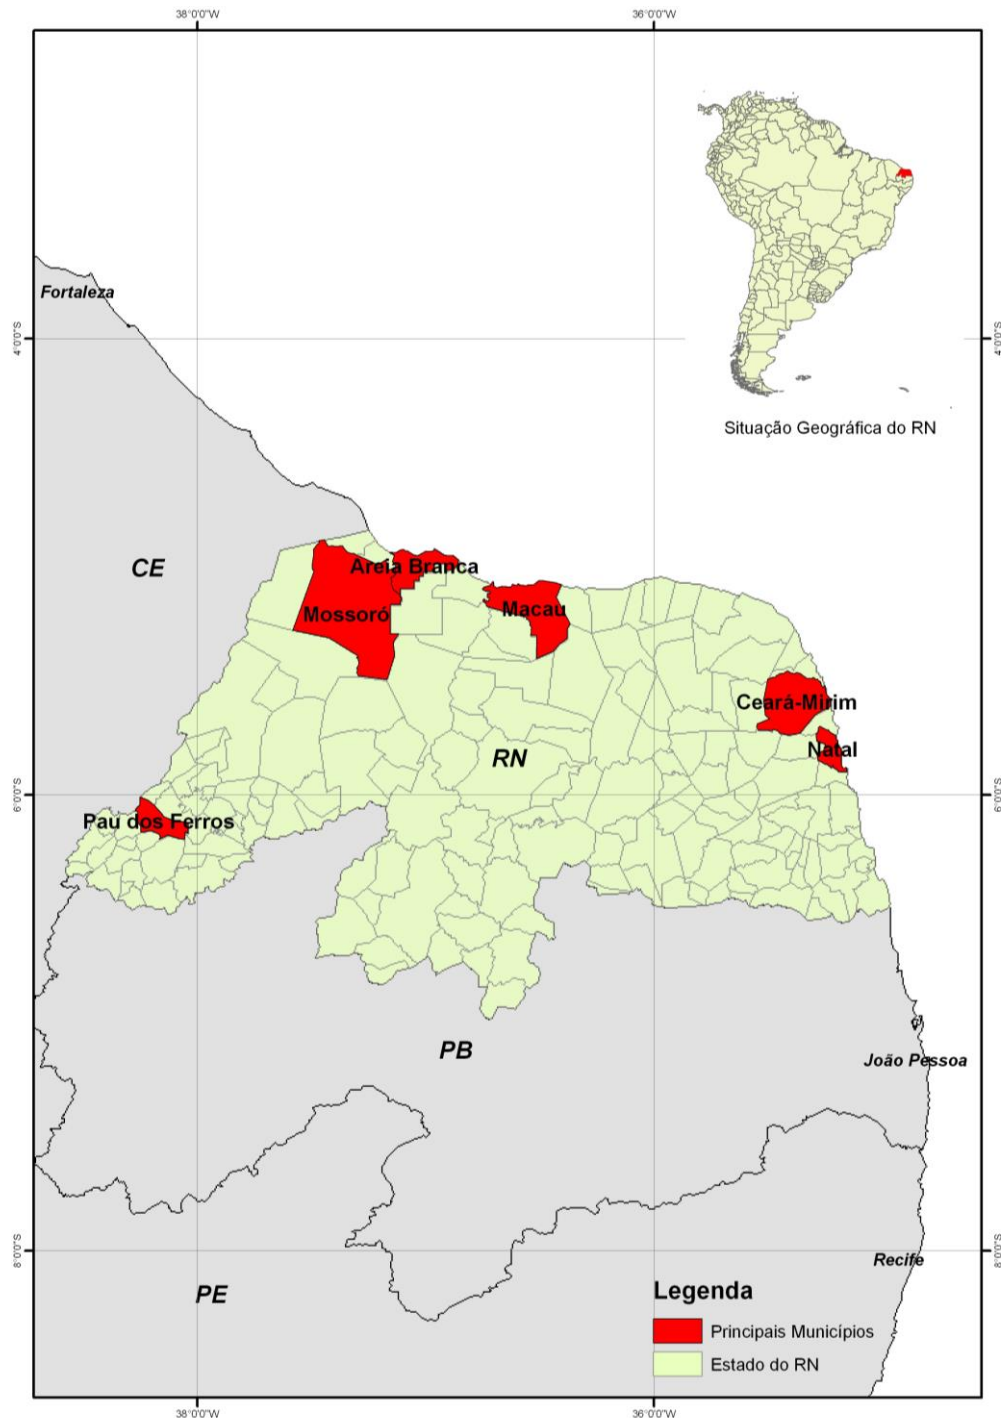 38°0'0"W
36°0'0"W
Fortaleza
4°0'0"S
4°0'0"S
Situação Geográfica do RN
CE
Areia Branca
Mossoró
Macau
Ceará-Mirim
Natal
RN
6°0'0"S
6°0'0"S
Pau dos Ferros
PB
João Pessoa
8°0'0"S
8°0'0"S
Recife
PE
Legenda
Principais Municípios
Estado do RN
38°0'0"W
36°0'0"W